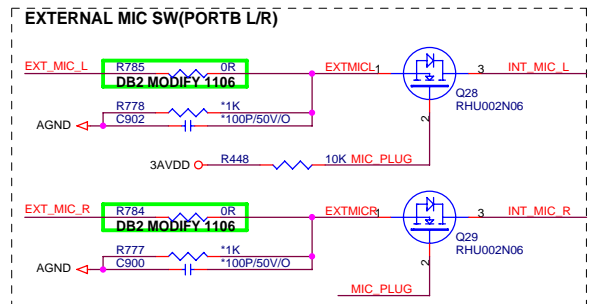 EXTERNAL MIC SW(PORTB L/R)
EXT_MIC_L R785 0R EXTMICL 1 3 INT_MIC_L
DB2 MODIFY 1106
Q28
RHU002N06
R778 *1K
C902 *100P/50V/O
AGND
2
3AVDD R448 10K MIC_PLUG
EXT_MIC_R R784 0R EXTMICR 1 3 INT_MIC_R
DB2 MODIFY 1106
Q29
RHU002N06
R777 *1K
C900 *100P/50V/O
AGND
2
MIC_PLUG